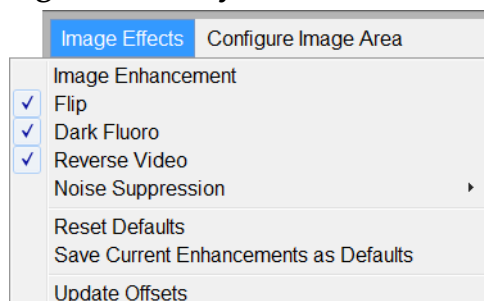 Image Effects Configure Image Area
Image Enhancement
Flip
Dark Fluoro
Reverse Video
Noise Suppression
Reset Defaults
Save Current Enhancements as Defaults
Update Offsets